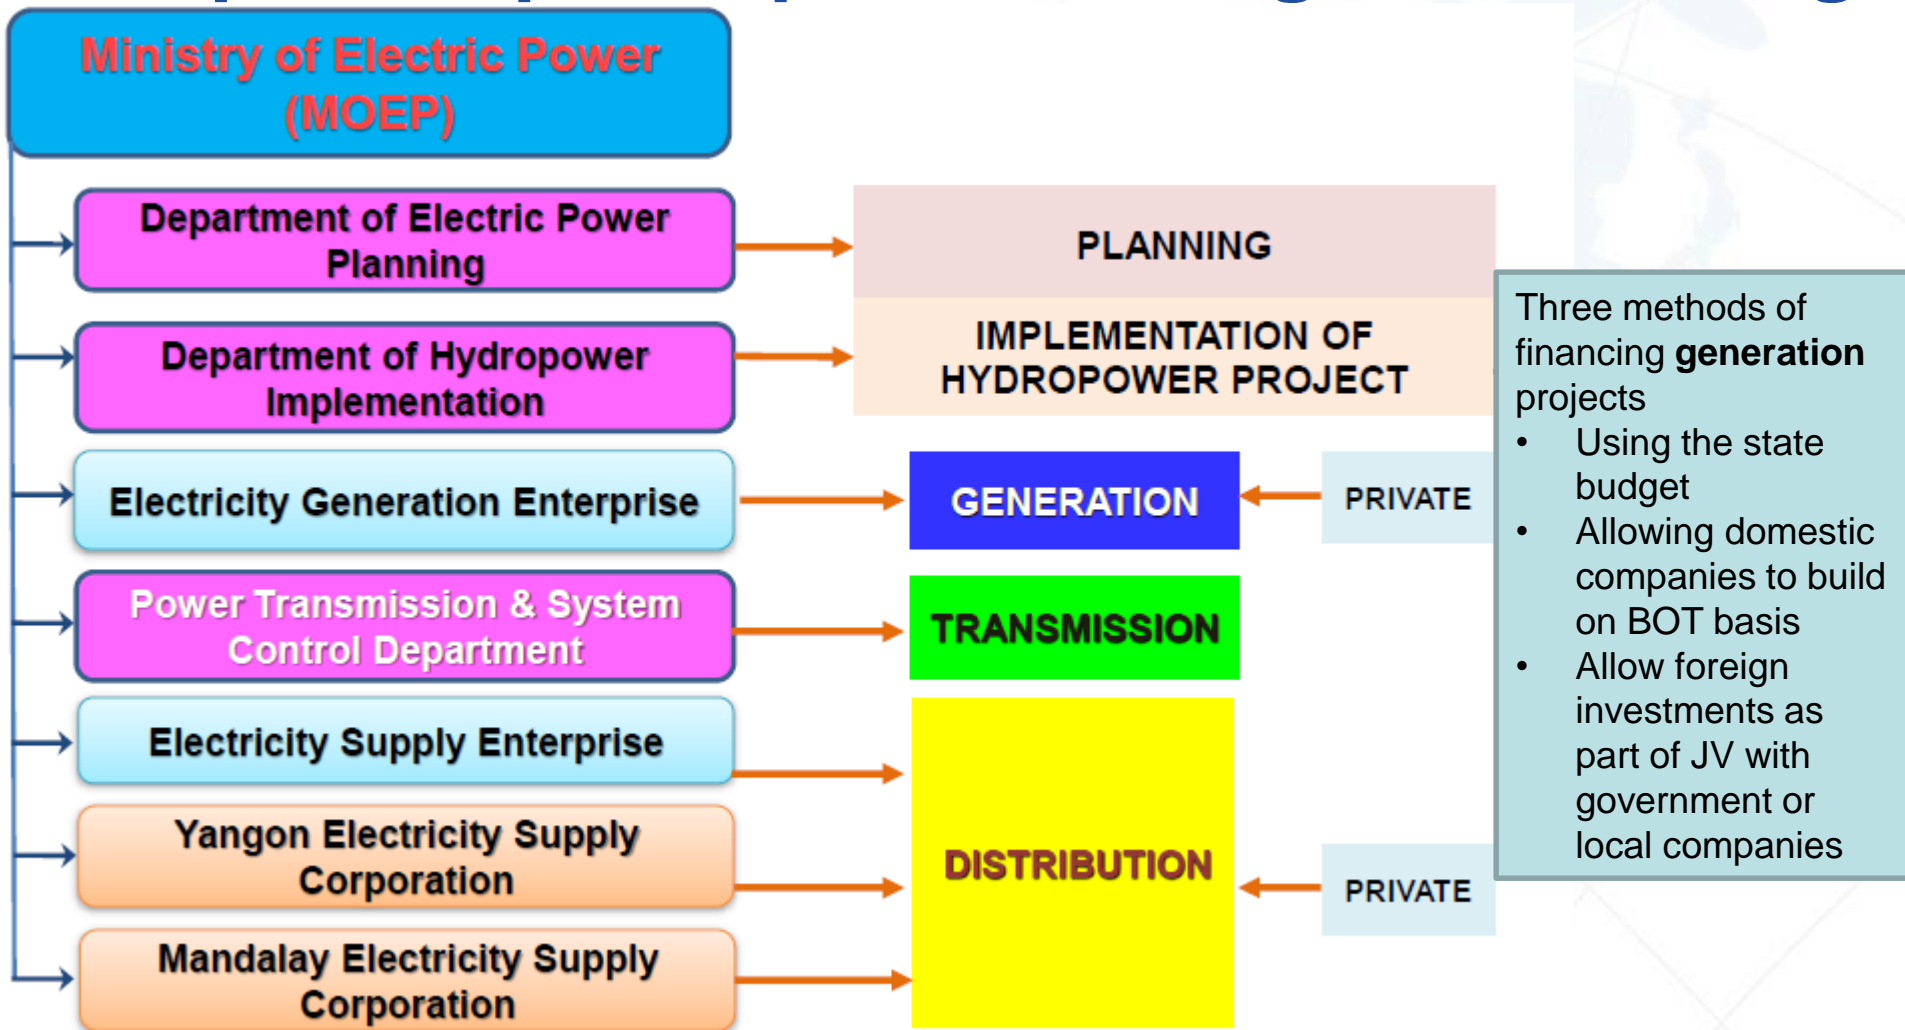 Ministry of Electric Power
(MOEP)
Department of Electric Power
Planning
PLANNING
Department of Hydropower
Implementation
IMPLEMENTATION OF
HYDROPOWER PROJECT
Electricity Generation Enterprise
GENERATION
PRIVATE
Power Transmission & System
Control Department
TRANSMISSION
Electricity Supply Enterprise
Yangon Electricity Supply
Corporation
DISTRIBUTION
PRIVATE
Mandalay Electricity Supply
Corporation
Three methods of
financing generation
projects
• Using the state
budget
• Allowing domestic
companies to build
on BOT basis
• Allow foreign
investments as
part of JV with
government or
local companies